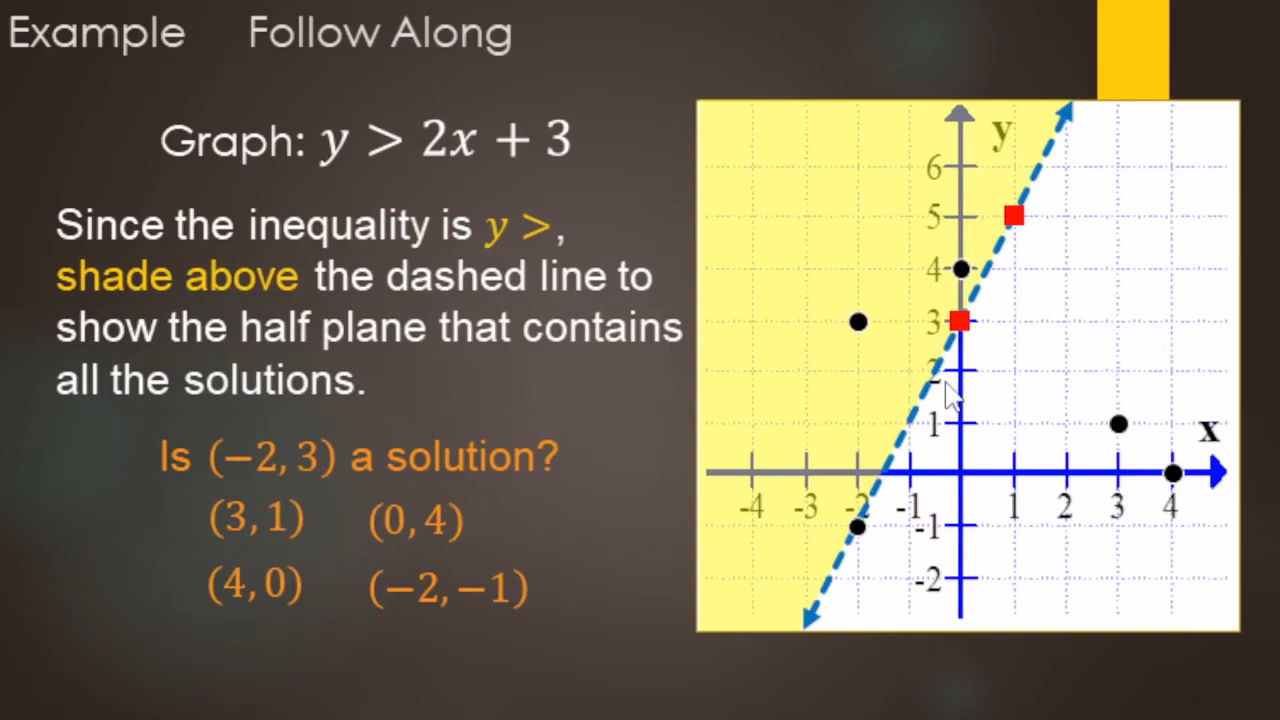 Example Follow Along
Graph: y > 2x + 3
Since the inequality is y >,
shade above the dashed line to
show the half plane that contains
all the solutions.
Is (−2, 3) a solution?
(3, 1) (0, 4)
(4, 0) (−2, −1)
y
6
5
4
3
2
1
x
-4 -3 -2 -1 1 2 3 4
-1
-2